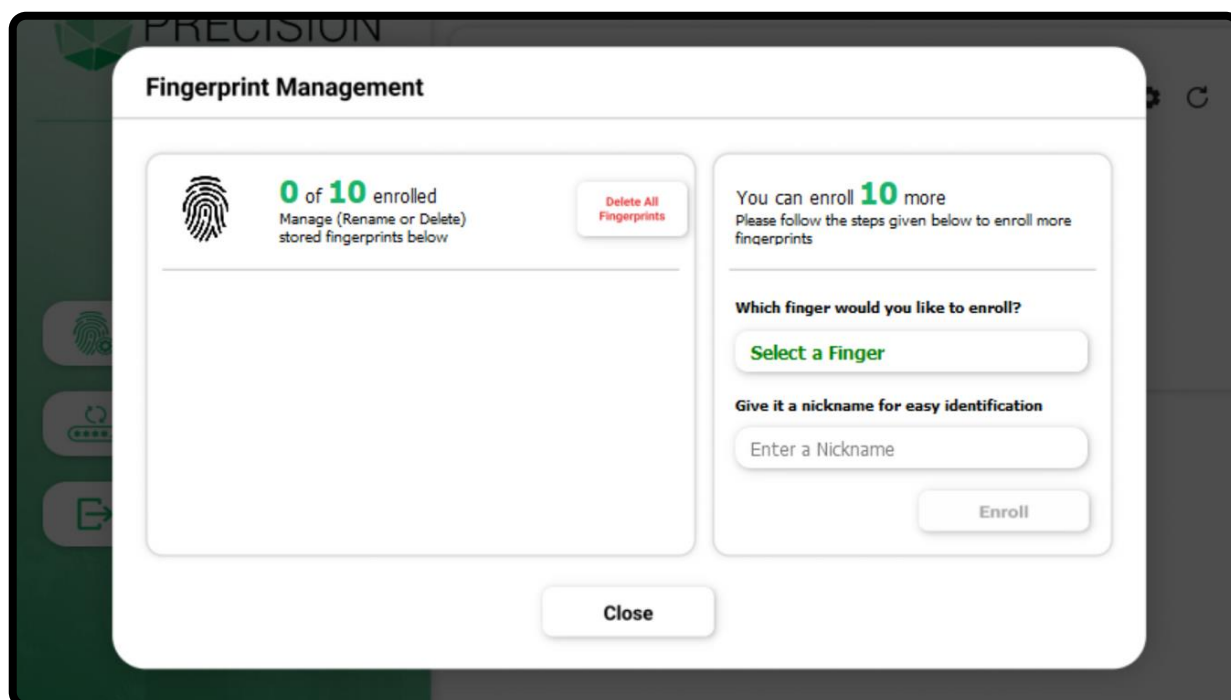 PRECISION
Fingerprint Management
0 of 10 enrolled
Manage (Rename or Delete)
stored fingerprints below
Delete All
Fingerprints
You can enroll 10 more
Please follow the steps given below to enroll more
fingerprints
Which finger would you like to enroll?
Select a Finger
Give it a nickname for easy identification
Enter a Nickname
Enroll
Close